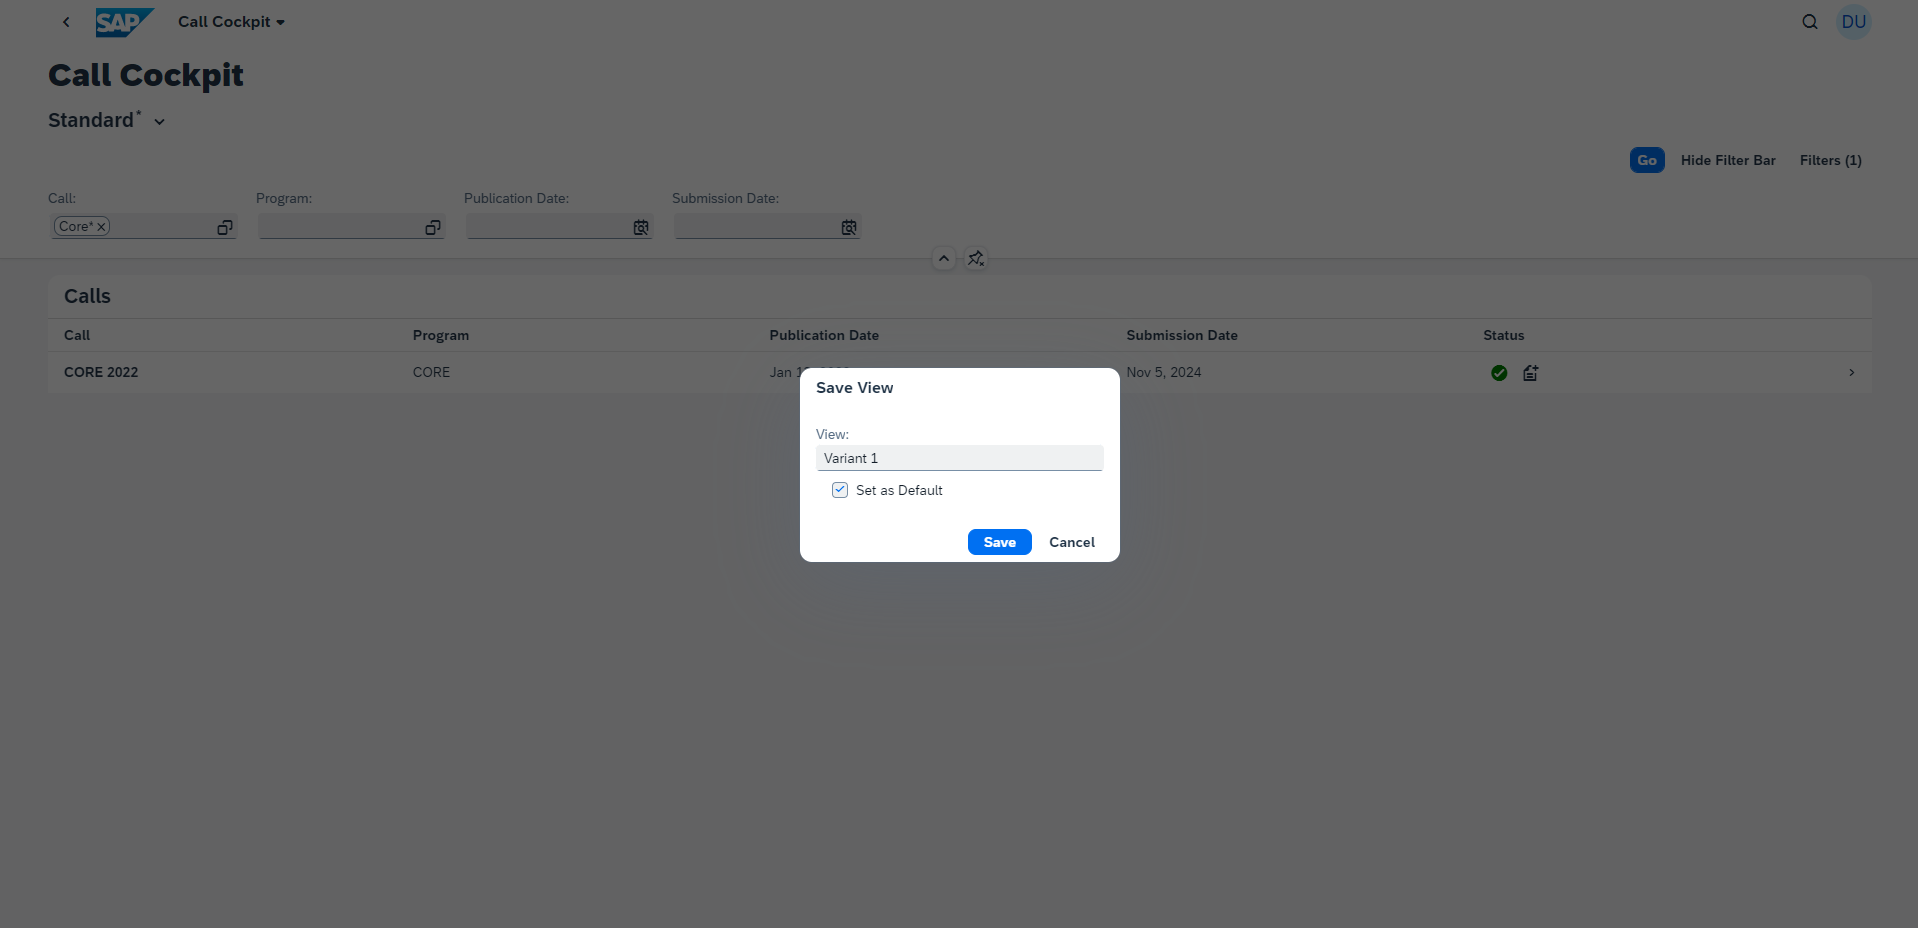 SAP Call Cockpit DU
Call Cockpit
Standard*
Go Hide Filter Bar Filters (1)
Call: Program: Publication Date: Submission Date:
Core*
Calls
Call Program Publication Date Submission Date Status
CORE 2022 CORE Jan Nov 5, 2024
Save View
View:
Variant 1
Set as Default
Save Cancel